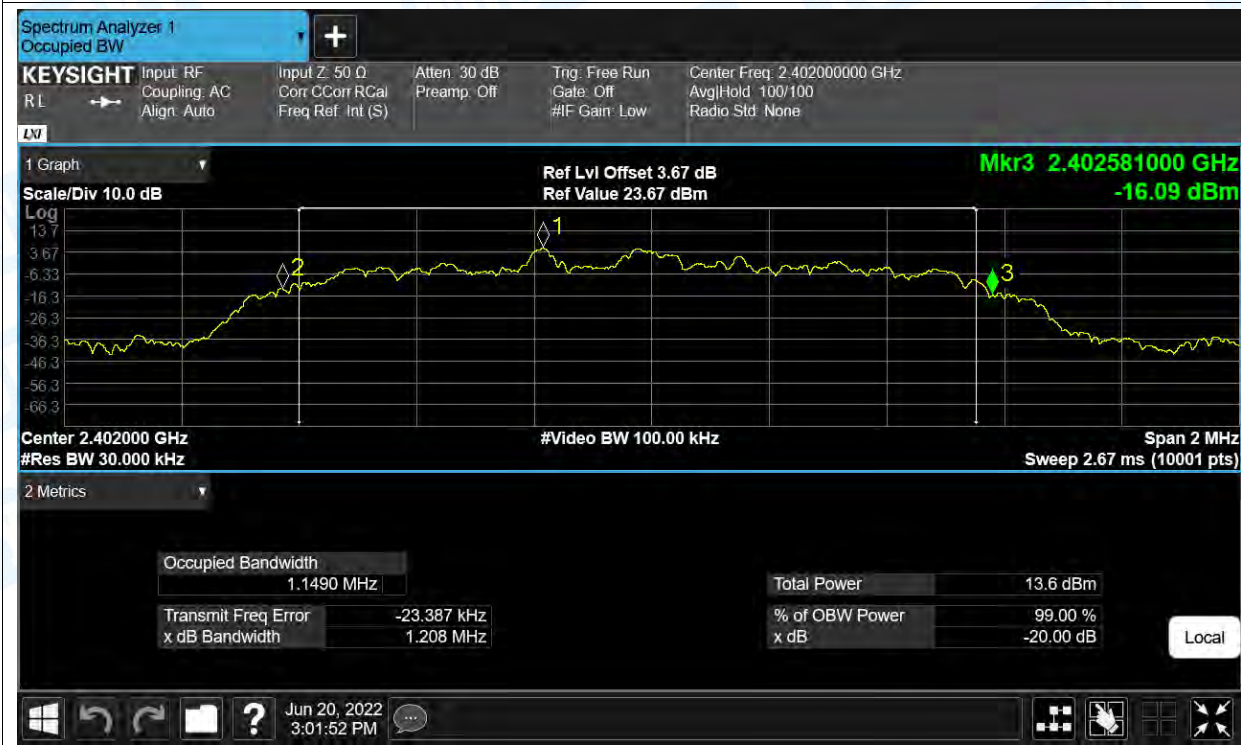 Spectrum Analyzer 1
Occupied BW
KEYSIGHT
R L
LXI
Input: RF
Coupling: AC
Align: Auto
Input Z: 50 Ω
Corr CCorr RCal
Freq Ref: Int (S)
Atten: 30 dB
Preamp: Off
Trig: Free Run
Gate: Off
#IF Gain: Low
Center Freq: 2.402000000 GHz
Avg|Hold: 100/100
Radio Std: None
1 Graph
Scale/Div 10.0 dB
Ref Lvl Offset 3.67 dB
Ref Value 23.67 dBm
Mkr3 2.402581000 GHz
-16.09 dBm
Log
13.7
3.67
-6.33
-16.3
-26.3
-36.3
-46.3
-56.3
-66.3
1
2
3
Center 2.402000 GHz
#Res BW 30.000 kHz
#Video BW 100.00 kHz
Span 2 MHz
Sweep 2.67 ms (10001 pts)
2 Metrics
Occupied Bandwidth
1.1490 MHz
Transmit Freq Error -23.387 kHz
x dB Bandwidth 1.208 MHz
Total Power 13.6 dBm
% of OBW Power 99.00 %
x dB -20.00 dB
Local
?
Jun 20, 2022
3:01:52 PM